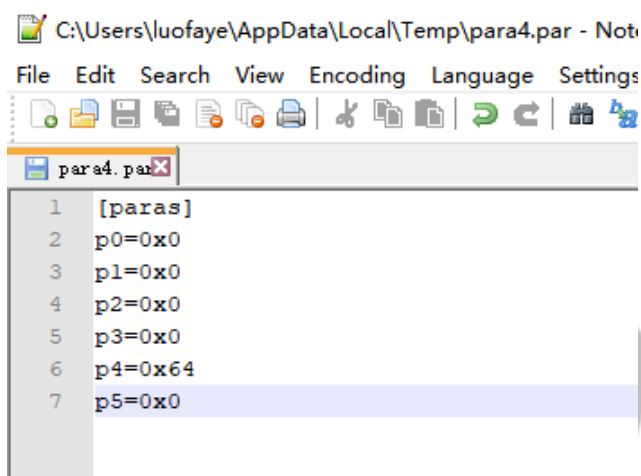 C:\Users\luofaye\AppData\Local\Temp\para4.par - Note
File Edit Search View Encoding Language Settings
para4.par
1 [paras]
2 p0=0x0
3 p1=0x0
4 p2=0x0
5 p3=0x0
6 p4=0x64
7 p5=0x0